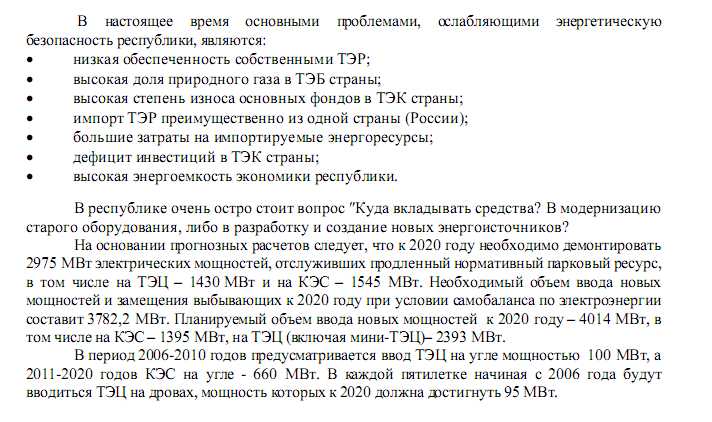 В настоящее время основными проблемами, ослабляющими энергетическую
безопасность республики, являются:
• низкая обеспеченность собственными ТЭР;
• высокая доля природного газа в ТЭБ страны;
• высокая степень износа основных фондов в ТЭК страны;
• импорт ТЭР преимущественно из одной страны (России);
• большие затраты на импортируемые энергоресурсы;
• дефицит инвестиций в ТЭК страны;
• высокая энергоемкость экономики республики.
В республике очень остро стоит вопрос "Куда вкладывать средства? В модернизацию
старого оборудования, либо в разработку и создание новых энергоисточников?
На основании прогнозных расчетов следует, что к 2020 году необходимо демонтировать
2975 МВт электрических мощностей, отслуживших продленный нормативный парковый ресурс,
в том числе на ТЭЦ – 1430 МВт и на КЭС – 1545 МВт. Необходимый объем ввода новых
мощностей и замещения выбывающих к 2020 году при условии самобаланса по электроэнергии
составит 3782,2 МВт. Планируемый объем ввода новых мощностей к 2020 году – 4014 МВт, в
том числе на КЭС – 1395 МВт, на ТЭЦ (включая мини-ТЭЦ)– 2393 МВт.
В период 2006-2010 годов предусматривается ввод ТЭЦ на угле мощностью 100 МВт, а
2011-2020 годов КЭС на угле - 660 МВт. В каждой пятилетке начиная с 2006 года будут
вводиться ТЭЦ на дровах, мощность которых к 2020 должна достигнуть 95 МВт.